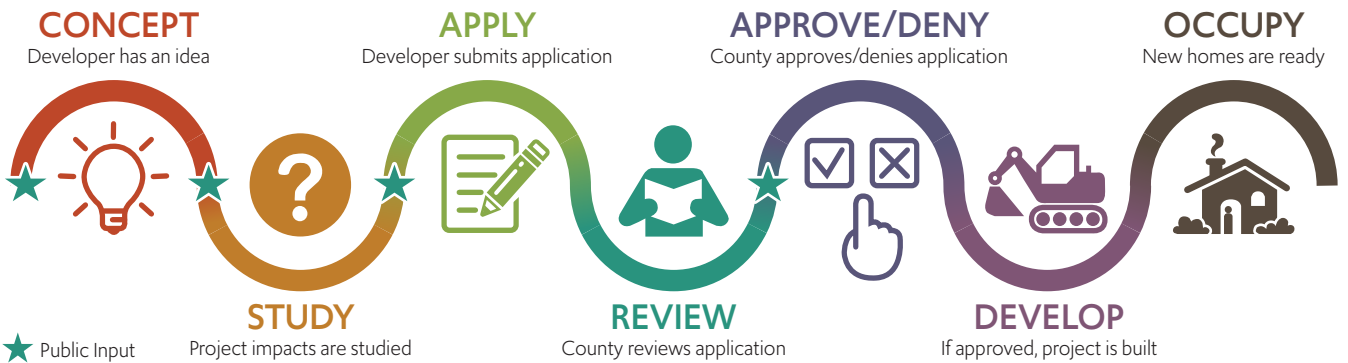 CONCEPT
Developer has an idea
APPLY
Developer submits application
APPROVE/DENY
County approves/denies application
OCCUPY
New homes are ready
?
STUDY
Project impacts are studied
REVIEW
County reviews application
DEVELOP
If approved, project is built
Public Input